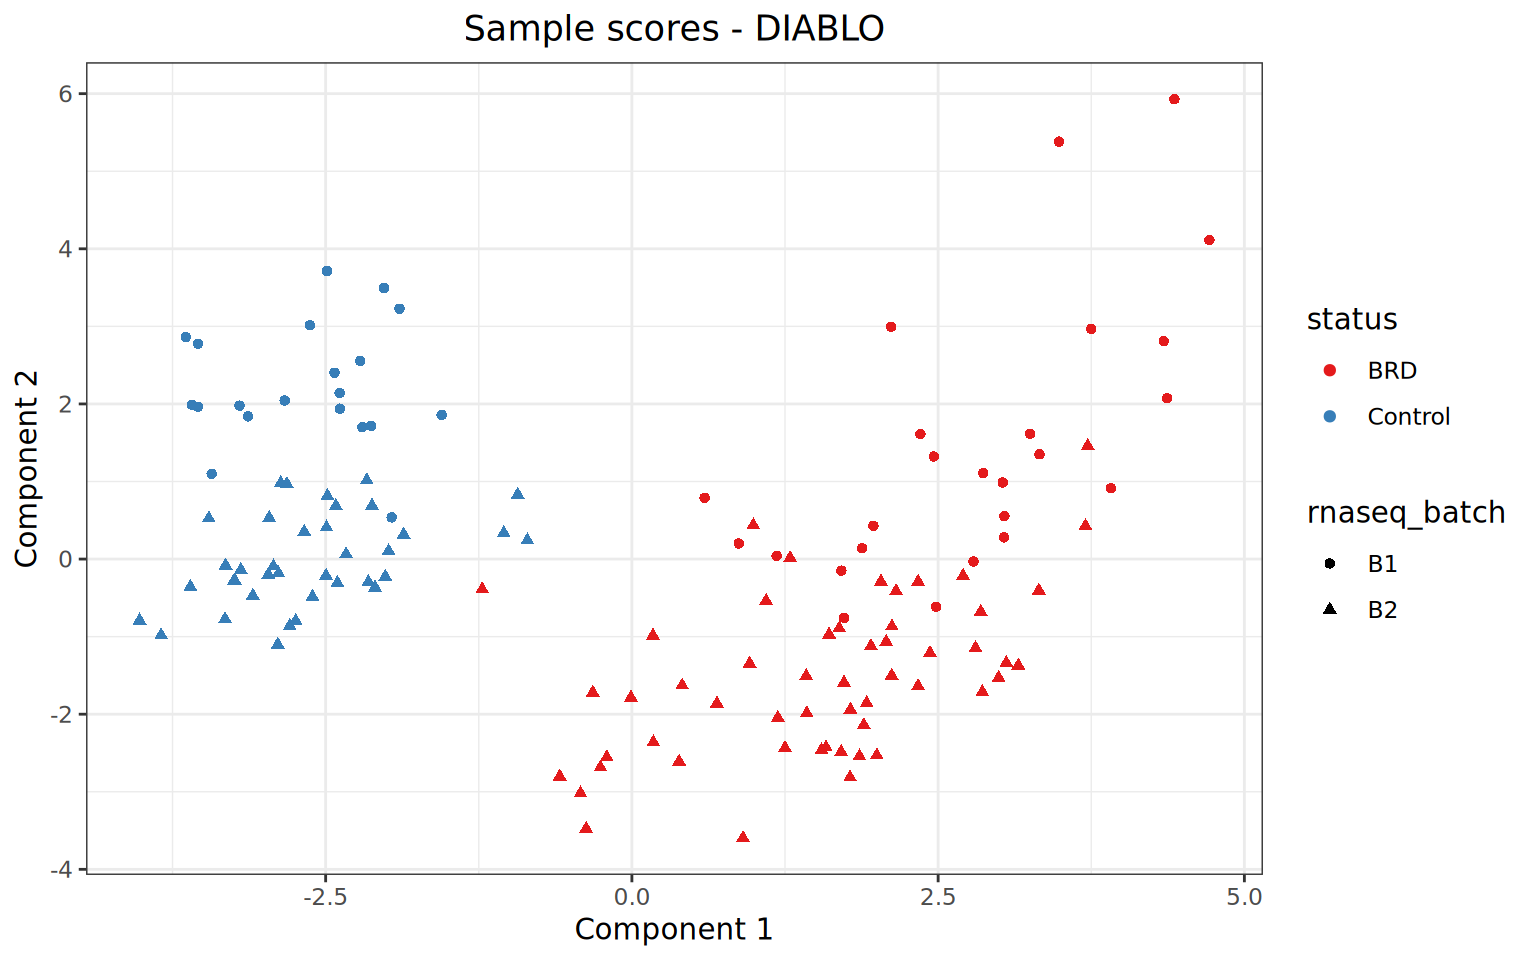 Sample scores - DIABLO
6
4
2
0
-2
-4
Component 2
-2.5 0.0 2.5 5.0
Component 1
status
BRD
Control
rnaseq_batch
B1
B2